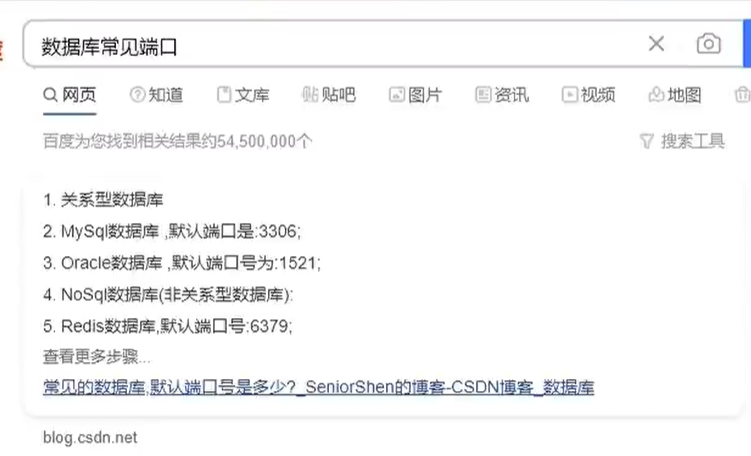 数据库常见端口
网页 知道 文库 贴吧 图片 资讯 视频 地图
百度为您找到相关结果约54,500,000个 搜索工具
1. 关系型数据库
2. MySql数据库 ,默认端口是:3306;
3. Oracle数据库 ,默认端口号为:1521;
4. NoSql数据库(非关系型数据库):
5. Redis数据库,默认端口号:6379;
查看更多步骤...
常见的数据库,默认端口号是多少?_SeniorShen的博客-CSDN博客_数据库
blog.csdn.net